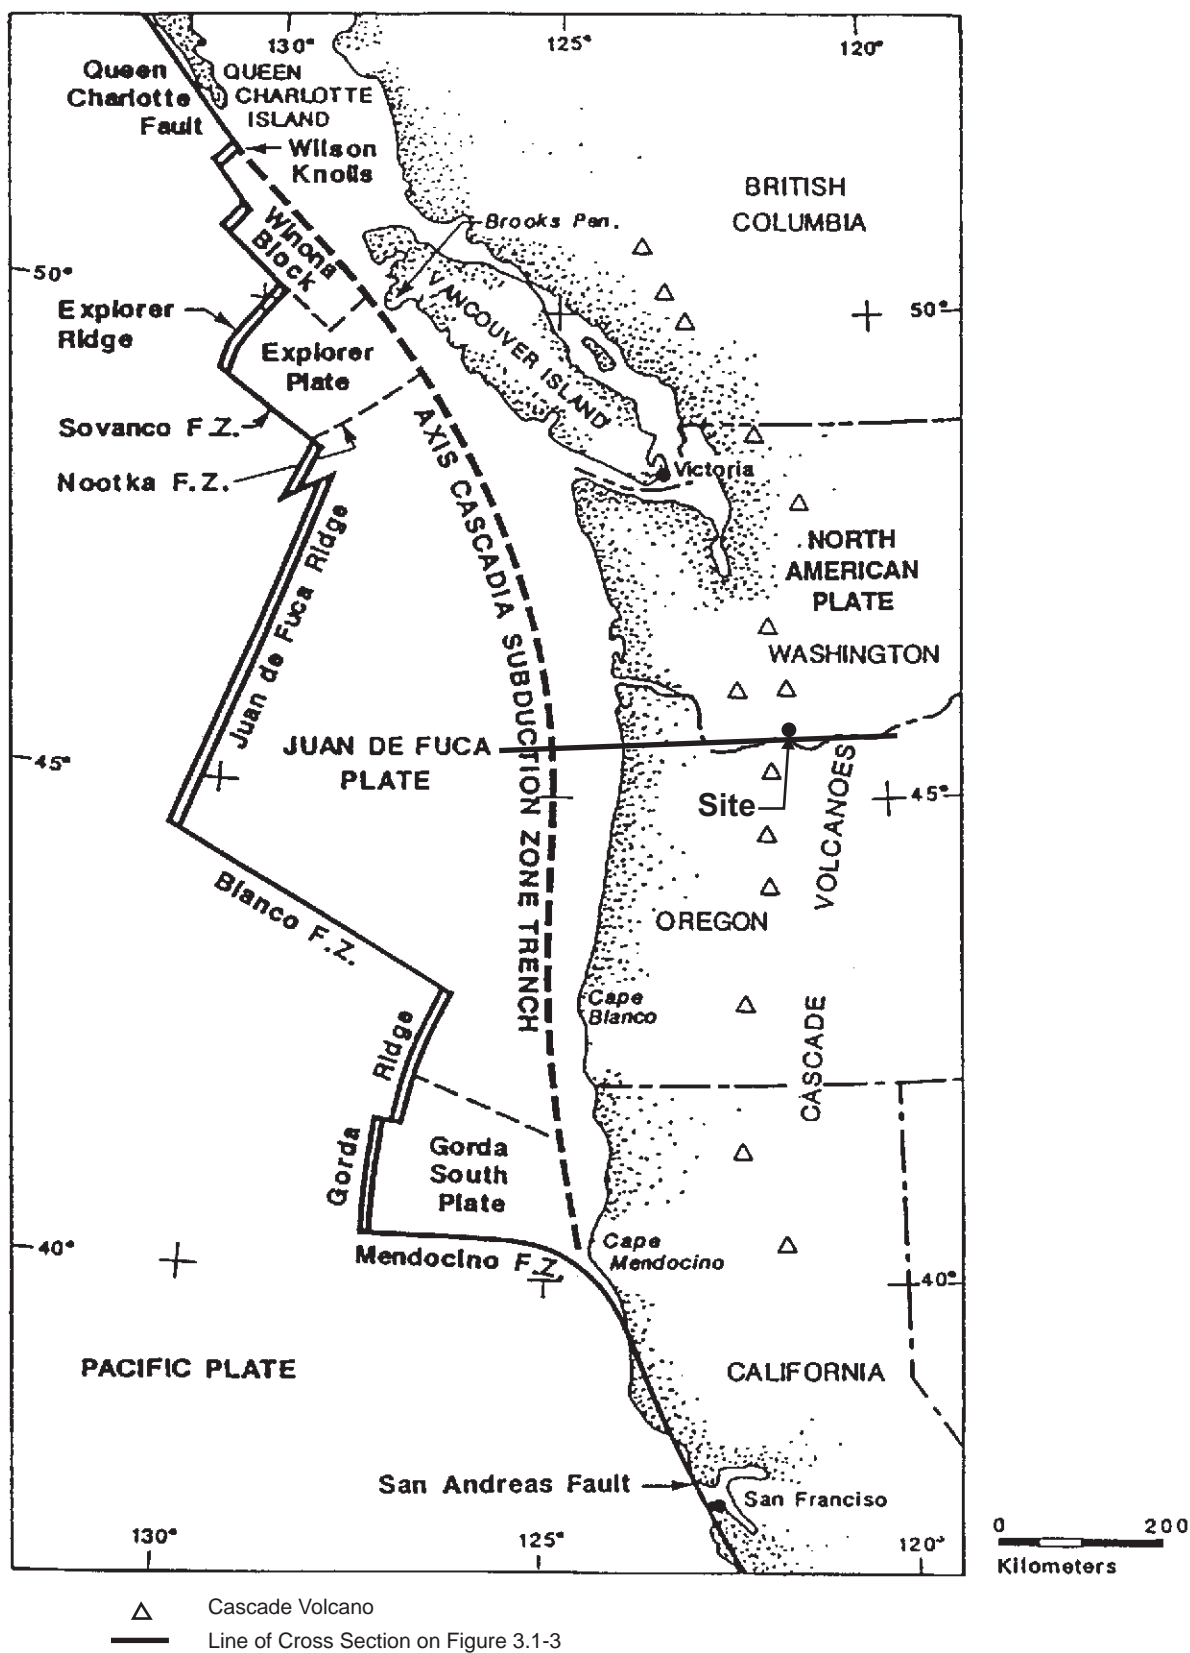 130°
125°
120°
Queen
Charlotte
Fault
QUEEN
CHARLOTTE
ISLAND
Wilson
Knolls
BRITISH
COLUMBIA
Brooks Pen.
Winona
Block
50°
50°
Explorer
Ridge
Explorer
Plate
VANCOUVER ISLAND
Sovanco F.Z.
Nootka F.Z.
Victoria
AXIS CASCADIA SUBDUCTION ZONE TRENCH
NORTH
AMERICAN
PLATE
WASHINGTON
Juan de Fuca Ridge
JUAN DE FUCA
PLATE
45°
45°
Site
CASCADE VOLCANOES
OREGON
Blanco F.Z.
Cape
Blanco
Gorda Ridge
Gorda
South
Plate
40°
40°
Mendocino F.Z.
Cape
Mendocino
PACIFIC PLATE
CALIFORNIA
San Andreas Fault
San Franciso
130°
125°
120°
0 200
Kilometers
Cascade Volcano
Line of Cross Section on Figure 3.1-3